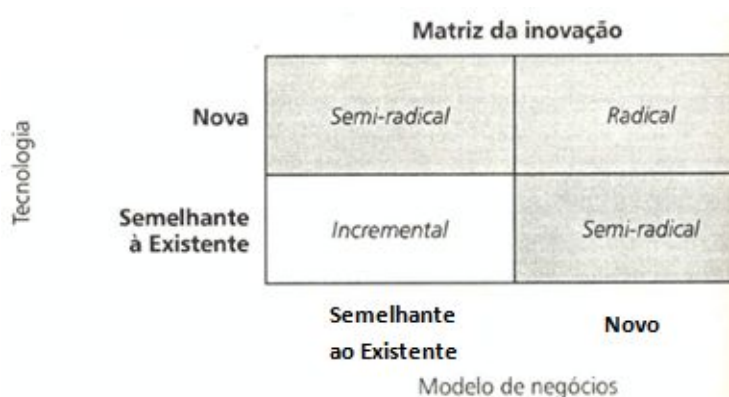 Matriz da inovação
Tecnologia
Nova
Semi-radical
Radical
Semelhante
à Existente
Incremental
Semi-radical
Semelhante
ao Existente
Novo
Modelo de negócios